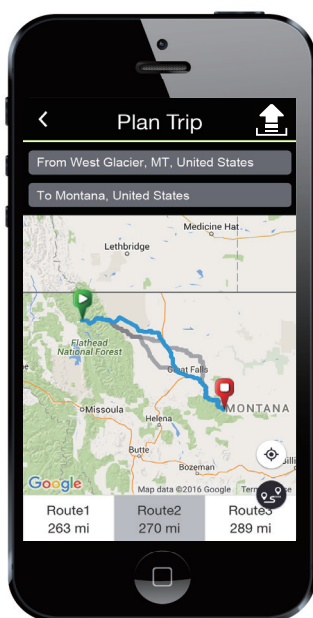 Plan Trip
From West Glacier, MT, United States
To Montana, United States
Medicine Hat
Lethbridge
Flathead
National Forest
Great Falls
MONTANA
Missoula
Helena
Butte
Bozeman
Google
Map data ©2016 Google
Route1
263 mi
Route2
270 mi
Route3
289 mi